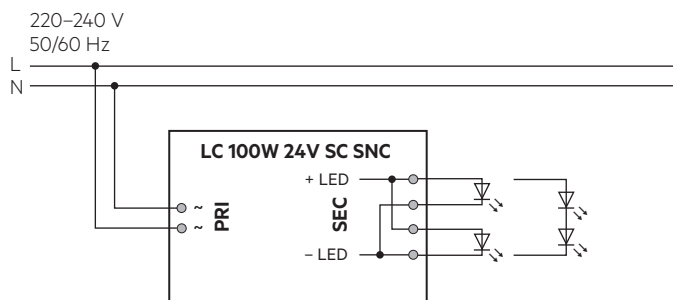 220–240 V
50/60 Hz
L
N
LC 100W 24V SC SNC
+ LED
~
PRI
SEC
~
– LED